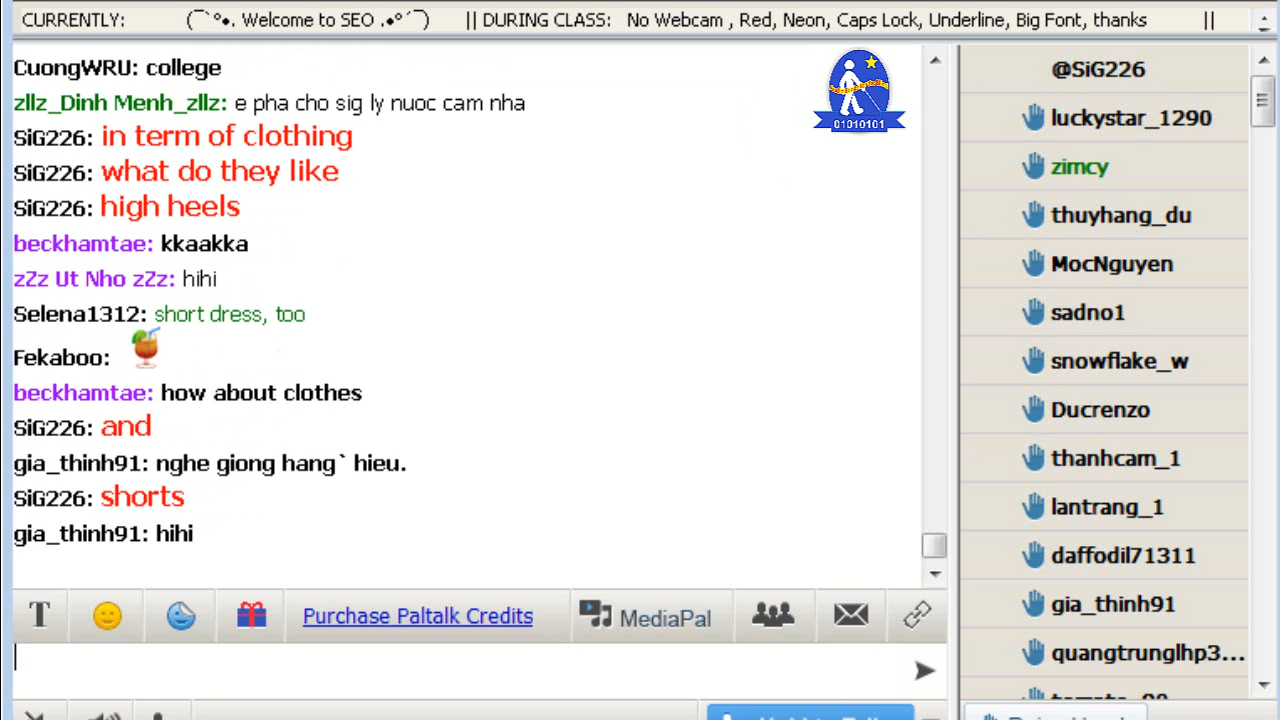 CURRENTLY: (¯`°•. Welcome to SEO .•°´¯) || DURING CLASS: No Webcam , Red, Neon, Caps Lock, Underline, Big Font, thanks ||
CuongWRU: college
zllz_Dinh Menh_zllz: e pha cho sig ly nuoc cam nha
SiG226: in term of clothing
SiG226: what do they like
SiG226: high heels
beckhamtae: kkaakka
zZz Ut Nho zZz: hihi
Selena1312: short dress, too
Fekaboo:
beckhamtae: how about clothes
SiG226: and
gia_thinh91: nghe giong hang` hieu.
SiG226: shorts
gia_thinh91: hihi
01010101
T
Purchase Paltalk Credits
MediaPal
@SiG226
luckystar_1290
zimcy
thuyhang_du
MocNguyen
sadno1
snowflake_w
Ducrenzo
thanhcam_1
lantrang_1
daffodil71311
gia_thinh91
quangtrunglhp3...